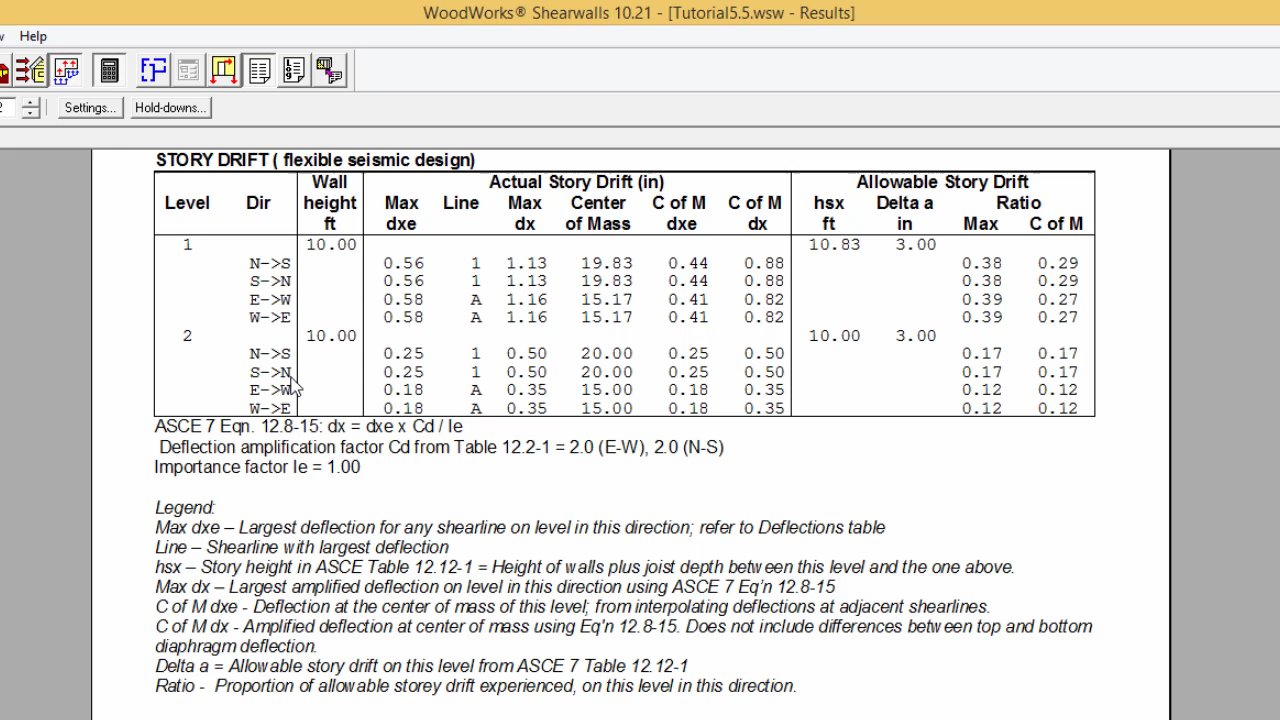 WoodWorks® Shearwalls 10.21 - [Tutorial5.5.wsw - Results]
w Help
2 Settings... Hold-downs...
STORY DRIFT ( flexible seismic design)
Wall Actual Story Drift (in) Allowable Story Drift
Level Dir height Max Line Max Center C of M C of M hsx Delta a Ratio
ft dxe dx of Mass dxe dx ft in Max C of M
1 10.00 10.83 3.00
N->S 0.56 1 1.13 19.83 0.44 0.88 0.38 0.29
S->N 0.56 1 1.13 19.83 0.44 0.88 0.38 0.29
E->W 0.58 A 1.16 15.17 0.41 0.82 0.39 0.27
W->E 0.58 A 1.16 15.17 0.41 0.82 0.39 0.27
2 10.00 10.00 3.00
N->S 0.25 1 0.50 20.00 0.25 0.50 0.17 0.17
S->N 0.25 1 0.50 20.00 0.25 0.50 0.17 0.17
E->W 0.18 A 0.35 15.00 0.18 0.35 0.12 0.12
W->E 0.18 A 0.35 15.00 0.18 0.35 0.12 0.12
ASCE 7 Eqn. 12.8-15: dx = dxe x Cd / Ie
Deflection amplification factor Cd from Table 12.2-1 = 2.0 (E-W), 2.0 (N-S)
Importance factor Ie = 1.00
Legend:
Max dxe – Largest deflection for any shearline on level in this direction; refer to Deflections table
Line – Shearline with largest deflection
hsx – Story height in ASCE Table 12.12-1 = Height of walls plus joist depth between this level and the one above.
Max dx – Largest amplified deflection on level in this direction using ASCE 7 Eq'n 12.8-15
C of M dxe - Deflection at the center of mass of this level; from interpolating deflections at adjacent shearlines.
C of M dx - Amplified deflection at center of mass using Eq'n 12.8-15. Does not include differences between top and bottom
diaphragm deflection.
Delta a = Allowable story drift on this level from ASCE 7 Table 12.12-1
Ratio - Proportion of allowable storey drift experienced, on this level in this direction.